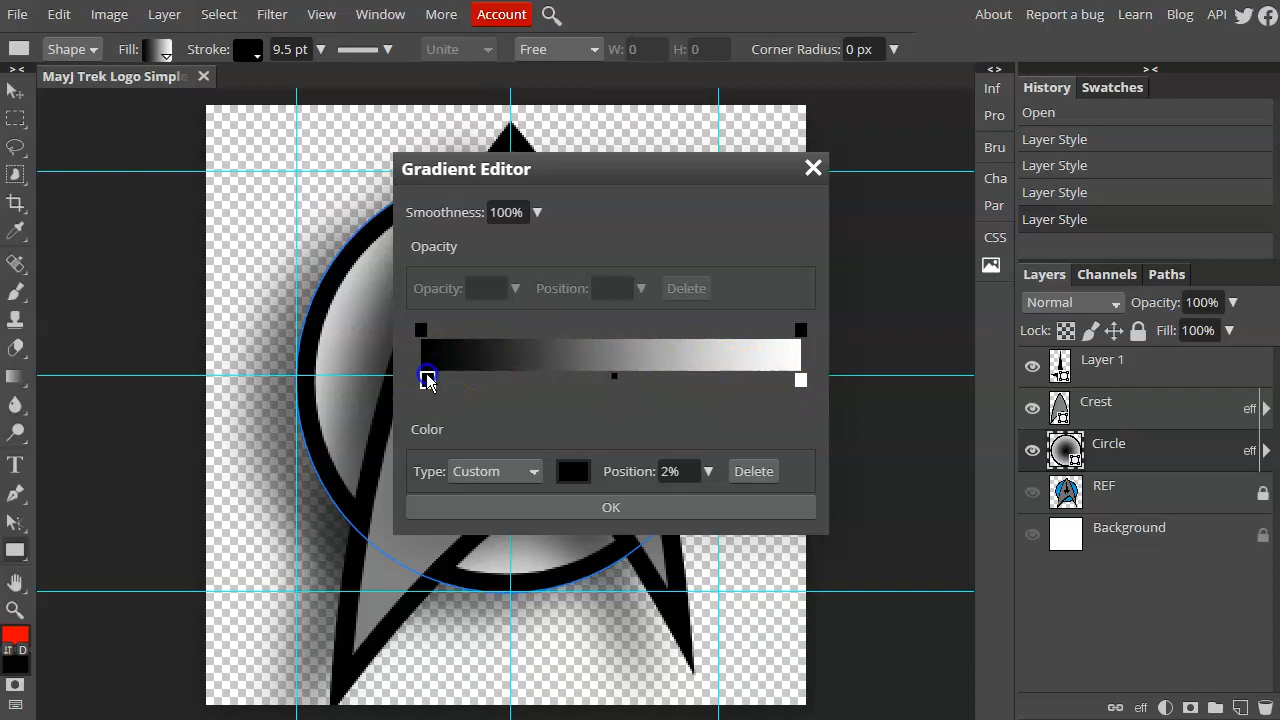 File Edit Image Layer Select Filter View Window More Account About Report a bug Learn Blog API
Shape Fill: Stroke: 9.5 pt Unite Free W: 0 H: 0 Corner Radius: 0 px
> < MayJ Trek Logo Simple < > > <
History Swatches
Open
Layer Style
Layer Style
Layer Style
Layer Style
Inf
Pro
Bru
Cha
Par
CSS
Gradient Editor
Smoothness: 100%
Opacity
Opacity: Position: Delete
Color
Type: Custom Position: 2% Delete
OK
Layers Channels Paths
Normal Opacity: 100%
Lock: Fill: 100%
Layer 1
Crest eff
Circle eff
REF
Background
D
eff